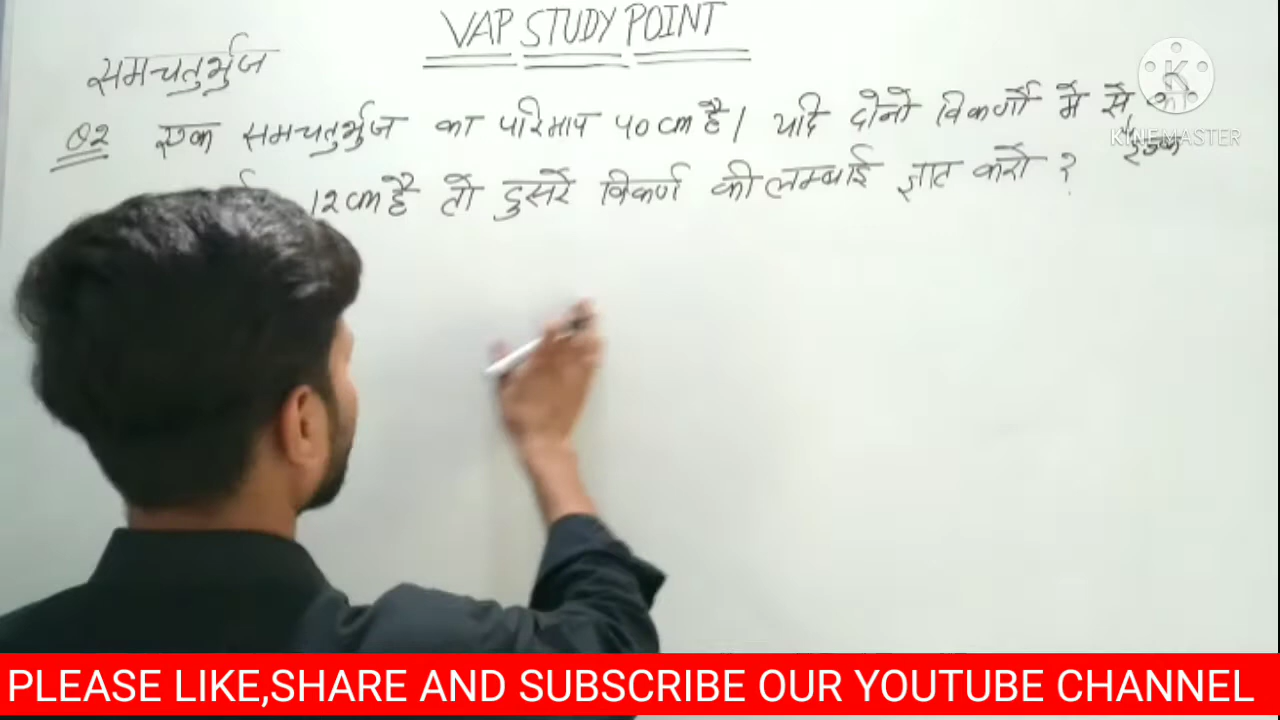 VAP STUDY POINT
समचतुर्भुज
Q2 एक समचतुर्भुज का परिमाप 40 cm है। यदि दोनो विकर्णो मे से, की
एक
12 cm है तो दुसरे विकर्ण की लम्बाई ज्ञात करो ?
KINEMASTER
PLEASE LIKE,SHARE AND SUBSCRIBE OUR YOUTUBE CHANNEL